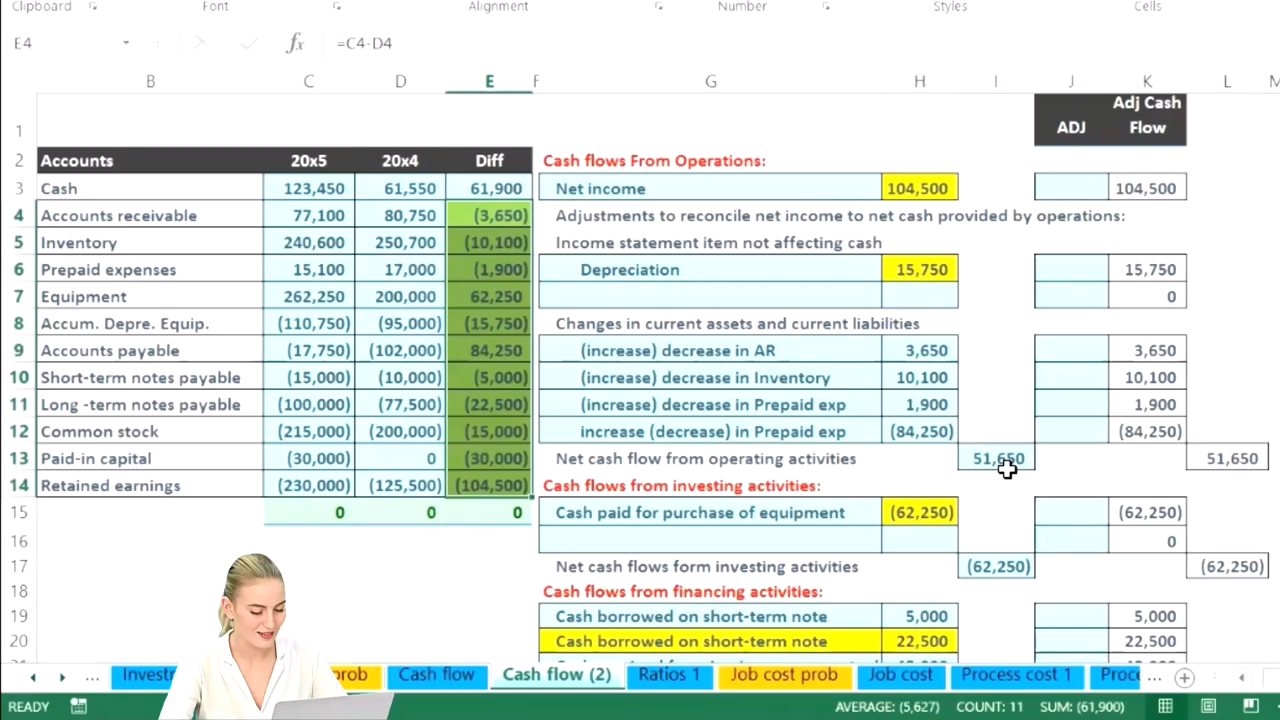 Clipboard Font Alignment Number Styles Cells
E4 fx =C4-D4
B C D E F G H I J K L M
1 ADJ Adj Cash Flow
2 Accounts 20x5 20x4 Diff Cash flows From Operations:
3 Cash 123,450 61,550 61,900 Net income 104,500 104,500
4 Accounts receivable 77,100 80,750 (3,650) Adjustments to reconcile net income to net cash provided by operations:
5 Inventory 240,600 250,700 (10,100) Income statement item not affecting cash
6 Prepaid expenses 15,100 17,000 (1,900) Depreciation 15,750 15,750
7 Equipment 262,250 200,000 62,250 0
8 Accum. Depre. Equip. (110,750) (95,000) (15,750) Changes in current assets and current liabilities
9 Accounts payable (17,750) (102,000) 84,250 (increase) decrease in AR 3,650 3,650
10 Short-term notes payable (15,000) (10,000) (5,000) (increase) decrease in Inventory 10,100 10,100
11 Long -term notes payable (100,000) (77,500) (22,500) (increase) decrease in Prepaid exp 1,900 1,900
12 Common stock (215,000) (200,000) (15,000) increase (decrease) in Prepaid exp (84,250) (84,250)
13 Paid-in capital (30,000) 0 (30,000) Net cash flow from operating activities 51,650 51,650
14 Retained earnings (230,000) (125,500) (104,500) Cash flows from investing activities:
15 0 0 0 Cash paid for purchase of equipment (62,250) (62,250)
16 0
17 Net cash flows form investing activities (62,250) (62,250)
18 Cash flows from financing activities:
19 Cash borrowed on short-term note 5,000 5,000
20 Cash borrowed on short-term note 22,500 22,500
... prob Cash flow Cash flow (2) Ratios 1 Job cost prob Job cost Process cost 1 ...
READY AVERAGE: (5,627) COUNT: 11 SUM: (61,900)